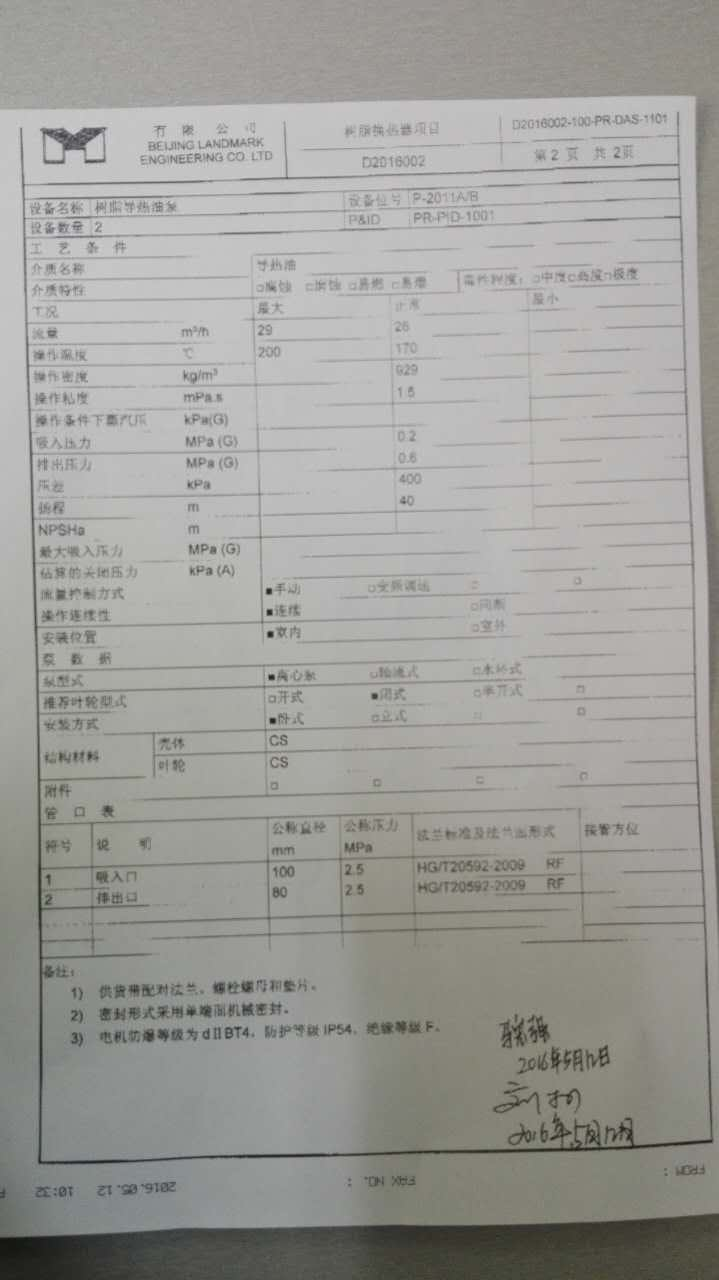 有 限 公 司
BEIJING LANDMARK
ENGINEERING CO. LTD
树脂换热器项目
D2016002
D2016002-100-PR-DAS-1101
第 2 页 共 2页
设备名称 树脂导热油泵 设备位号 P-2011A/B
设备数量 2 P&ID PR-PID-1001
工 艺 条 件
介质名称 导热油
介质特性 □腐蚀 □腐蚀 □易燃 □易爆 毒性程度: □中度□高度□极度
工况 最大 正常 最小
流量 m³/h 29 26
操作温度 ℃ 200 170
操作密度 kg/m³ 929
操作粘度 mPa.s 1.5
操作条件下蒸汽压 kPa(G)
吸入压力 MPa (G) 0.2
排出压力 MPa (G) 0.6
压差 kPa 400
扬程 m 40
NPSHa m
最大吸入压力 MPa (G)
估算的关闭压力 kPa (A)
流量控制方式 ■手动 □变频调速 □ □
操作连续性 ■连续 □间断
安装位置 ■室内 □室外
泵 数 据
泵型式 ■离心泵 □轴流式 □水环式
推荐叶轮型式 □开式 ■闭式 □半开式 □
安装方式 ■卧式 □立式 □ □
结构材料 壳体 CS
叶轮 CS
附件 □ □ □ □
管 口 表
符号 说 明 公称直径 mm 公称压力 MPa 法兰标准及法兰面形式 接管方位
1 吸入口 100 2.5 HG/T20592-2009 RF
2 排出口 80 2.5 HG/T20592-2009 RF
备注:
1) 供货带配对法兰、螺栓螺母和垫片。
2) 密封形式采用单端面机械密封。
3) 电机防爆等级为 dⅡBT4, 防护等级 IP54, 绝缘等级 F。
2016年5月12日
2016年5月12日
FROM :
FAX NO. :
2016.05.12 10:32